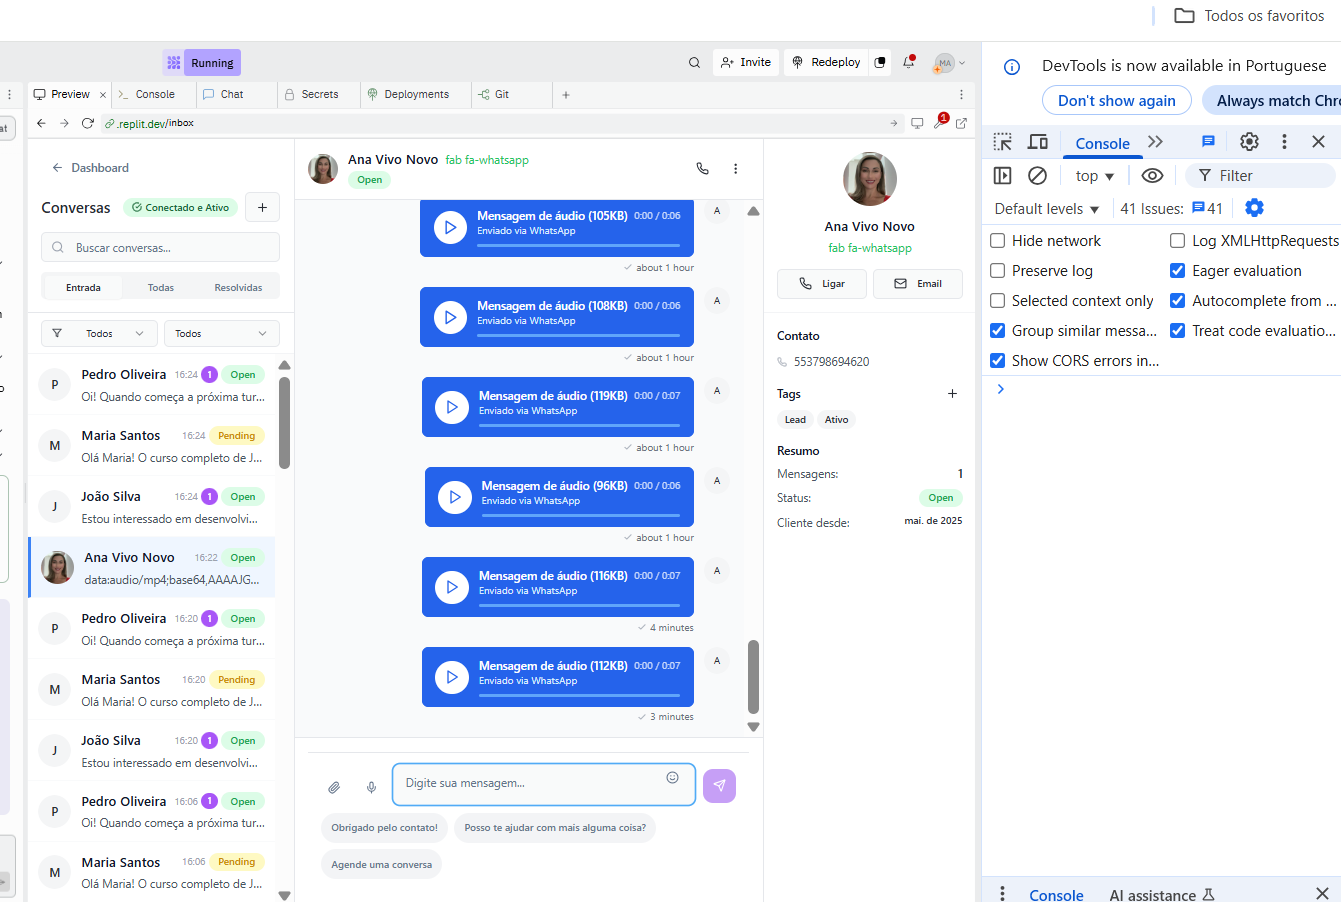 Todos os favoritos
Running
Invite
Redeploy
MA
Preview
Console
Chat
Secrets
Deployments
Git
.replit.dev/inbox
1
Dashboard
Conversas
Conectado e Ativo
Buscar conversas...
Entrada
Todas
Resolvidas
Todos
Todos
Pedro Oliveira 16:24 1 Open
P
Oi! Quando começa a próxima tur...
Maria Santos 16:24 Pending
M
Olá Maria! O curso completo de J...
João Silva 16:24 1 Open
J
Estou interessado em desenvolvi...
Ana Vivo Novo 16:22 Open
data:audio/mp4;base64,AAAAJG...
Pedro Oliveira 16:20 1 Open
P
Oi! Quando começa a próxima tur...
Maria Santos 16:20 Pending
M
Olá Maria! O curso completo de J...
João Silva 16:20 1 Open
J
Estou interessado em desenvolvi...
Pedro Oliveira 16:06 1 Open
P
Oi! Quando começa a próxima tur...
Maria Santos 16:06 Pending
M
Olá Maria! O curso completo de J...
Ana Vivo Novo fab fa-whatsapp
Open
Mensagem de áudio (105KB) 0:00 / 0:06
A
Enviado via WhatsApp
about 1 hour
Mensagem de áudio (108KB) 0:00 / 0:06
A
Enviado via WhatsApp
about 1 hour
Mensagem de áudio (119KB) 0:00 / 0:07
A
Enviado via WhatsApp
about 1 hour
Mensagem de áudio (96KB) 0:00 / 0:06
A
Enviado via WhatsApp
about 1 hour
Mensagem de áudio (116KB) 0:00 / 0:07
A
Enviado via WhatsApp
4 minutes
Mensagem de áudio (112KB) 0:00 / 0:07
A
Enviado via WhatsApp
3 minutes
Digite sua mensagem...
Obrigado pelo contato!
Posso te ajudar com mais alguma coisa?
Agende uma conversa
Ana Vivo Novo
fab fa-whatsapp
Ligar
Email
Contato
553798694620
Tags
Lead
Ativo
Resumo
Mensagens: 1
Status: Open
Cliente desde: mai. de 2025
DevTools is now available in Portuguese
Don't show again
Always match Chro
Console
top
Filter
Default levels
41 Issues: 41
Hide network
Log XMLHttpRequests
Preserve log
Eager evaluation
Selected context only
Autocomplete from ...
Group similar messa...
Treat code evaluatio...
Show CORS errors in...
Console
AI assistance